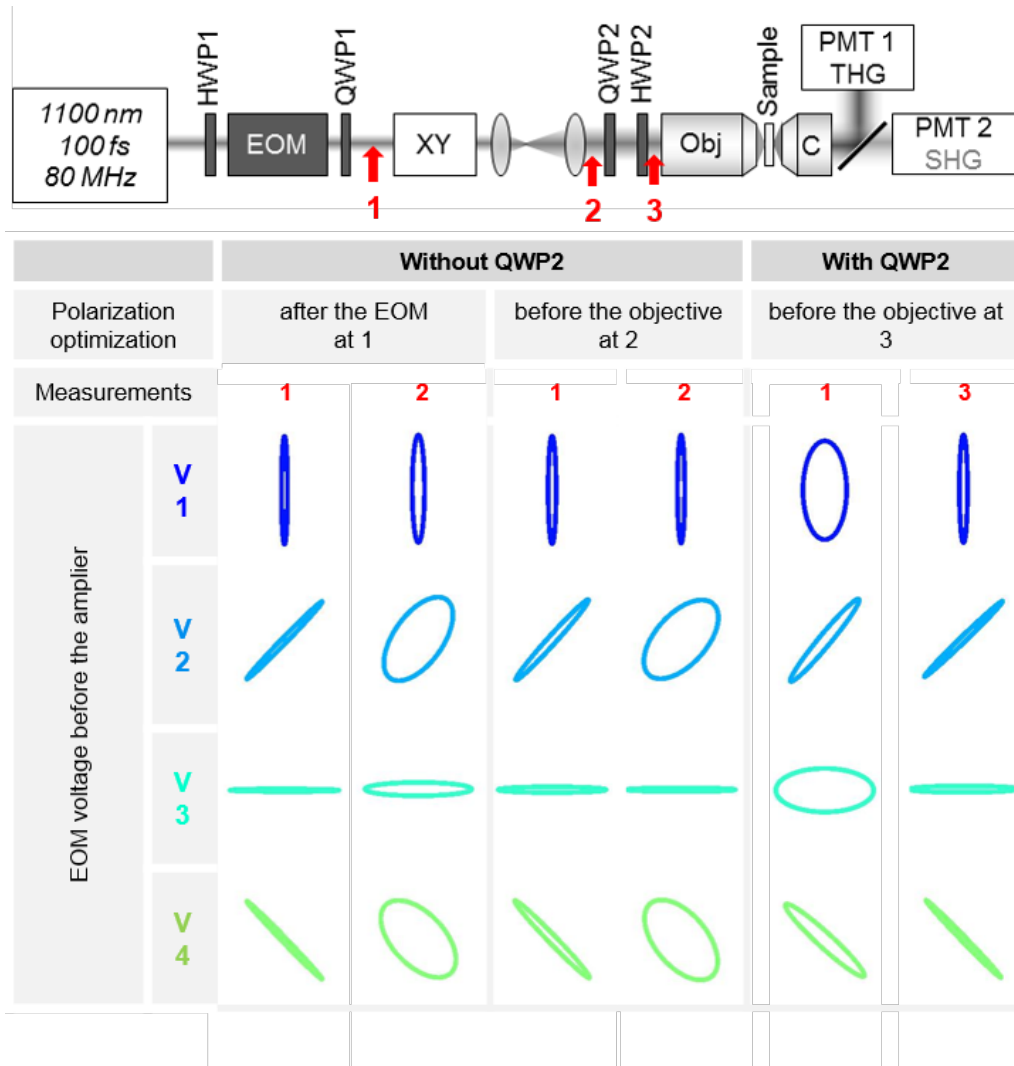 HWP1
QWP1
QWP2
HWP2
Sample
PMT 1
THG
1100 nm
100 fs
80 MHz
EOM
XY
Obj
C
PMT 2
SHG
1
2
3
Without QWP2
With QWP2
Polarization
optimization
after the EOM
at 1
before the objective
at 2
before the objective at
3
Measurements
1
2
1
2
1
3
EOM voltage before the amplier
V
1
V
2
V
3
V
4